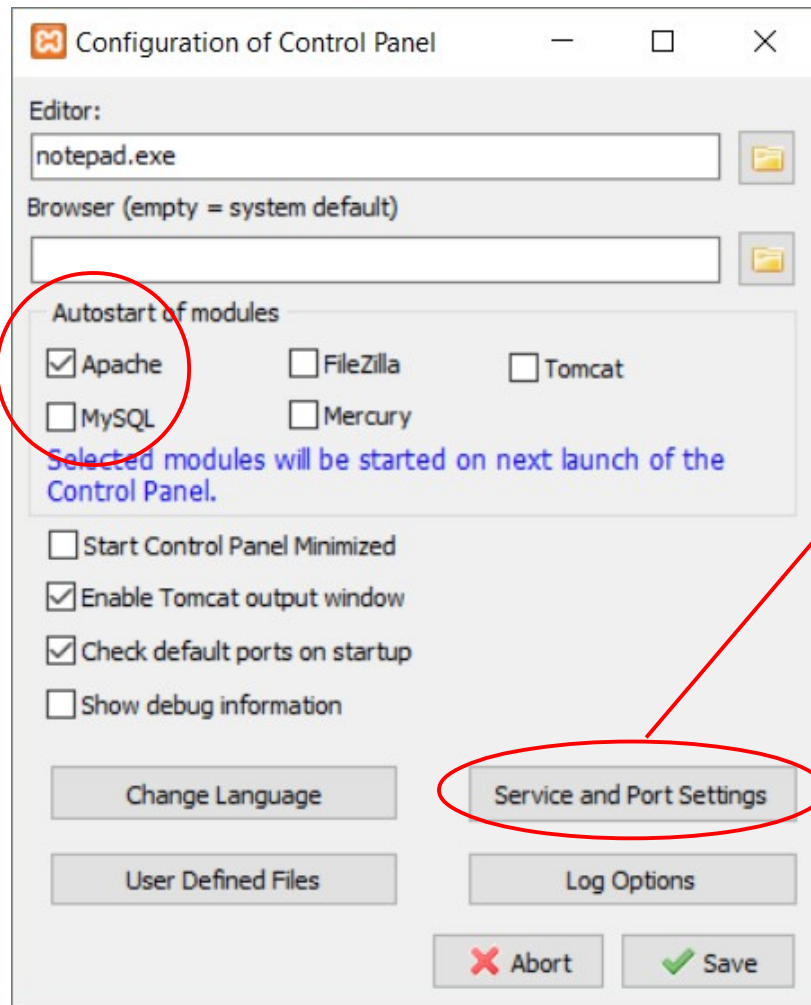 Configuration of Control Panel
Editor:
notepad.exe
Browser (empty = system default)
Autostart of modules
Apache FileZilla Tomcat
MySQL Mercury
Selected modules will be started on next launch of the
Control Panel.
Start Control Panel Minimized
Enable Tomcat output window
Check default ports on startup
Show debug information
Change Language Service and Port Settings
User Defined Files Log Options
Abort Save